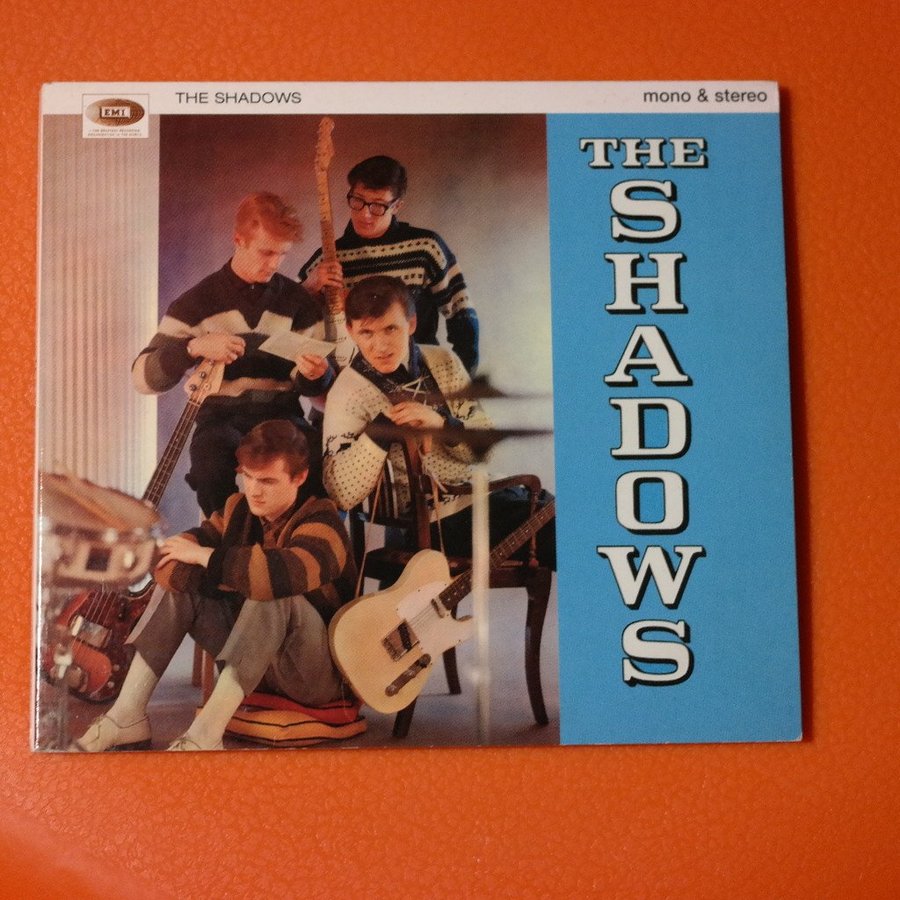 EMI
THE SHADOWS
mono & stereo
THE
SHADOWS